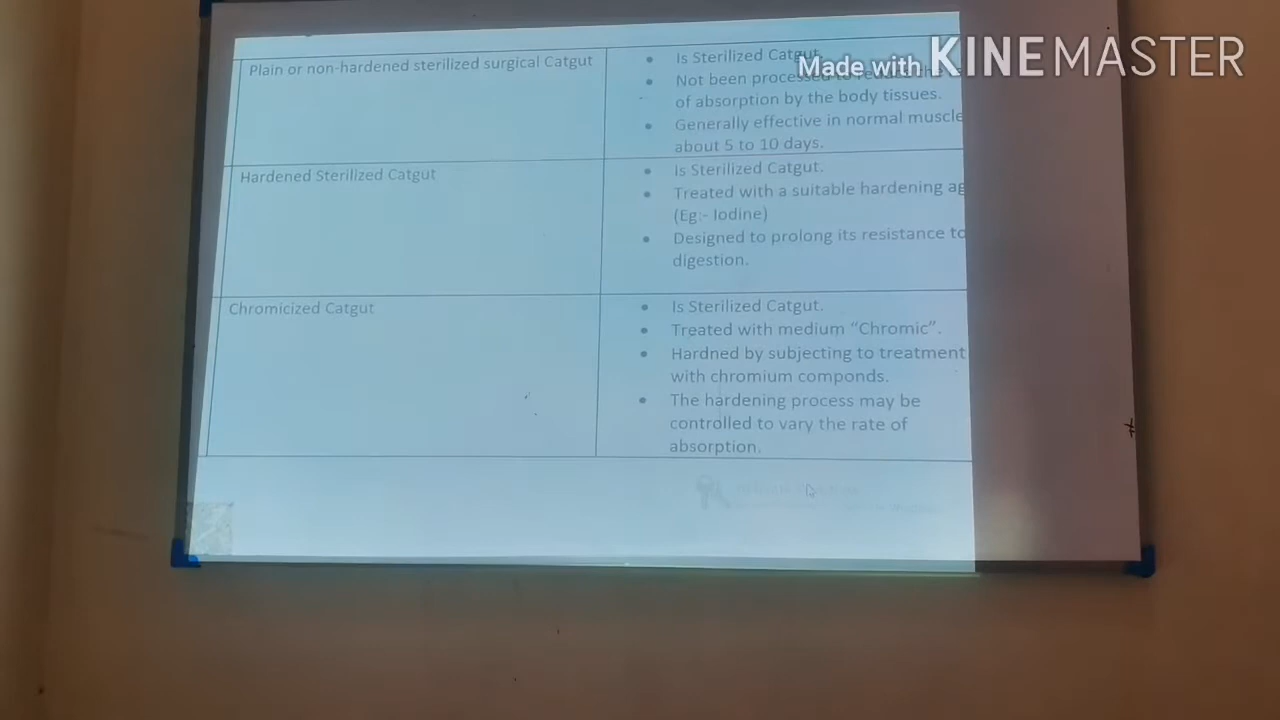 Made with KINEMASTER
Plain or non-hardened sterilized surgical Catgut
• Is Sterilized Catgut.
• Not been processed to reduce the
of absorption by the body tissues.
• Generally effective in normal muscle
about 5 to 10 days.
Hardened Sterilized Catgut
• Is Sterilized Catgut.
• Treated with a suitable hardening ag
(Eg:- Iodine)
• Designed to prolong its resistance to
digestion.
Chromicized Catgut
• Is Sterilized Catgut.
• Treated with medium “Chromic”.
• Hardned by subjecting to treatment
with chromium componds.
• The hardening process may be
controlled to vary the rate of
absorption.